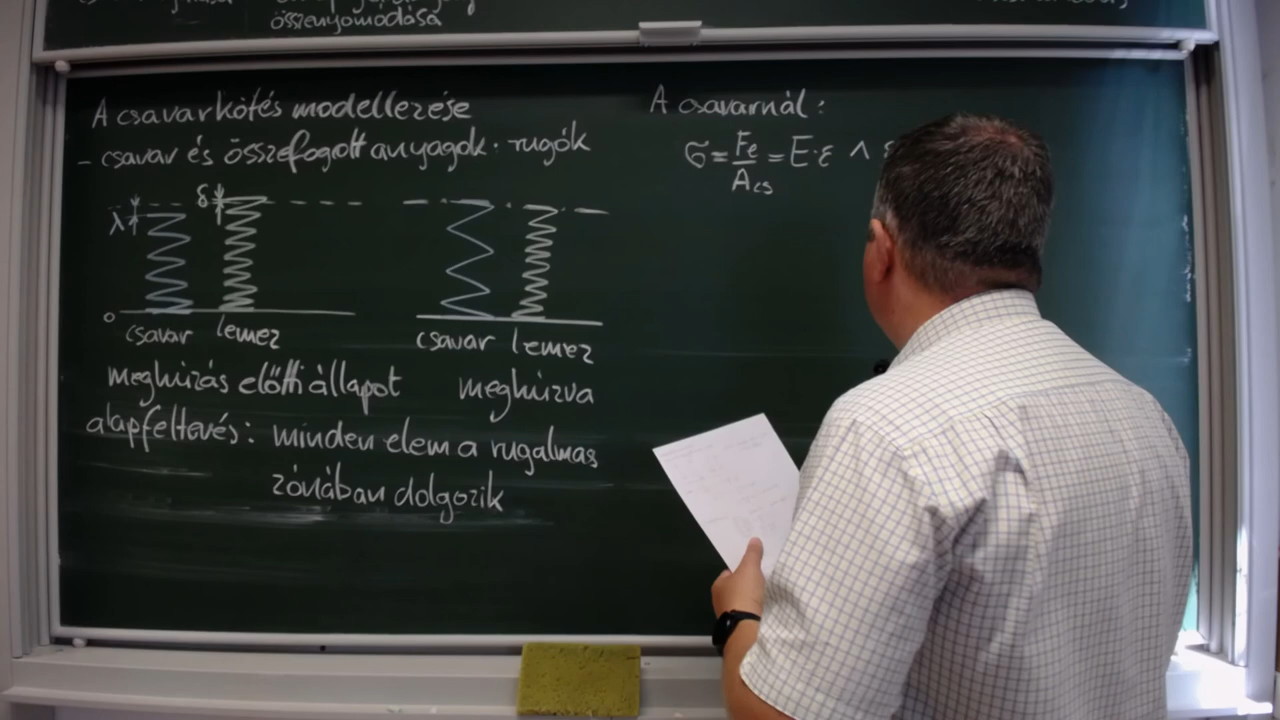 összenyomódása
A csavarkötés modellezése
- csavar és összefogott anyagok: rugók
λ δ
0
csavar lemez
csavar lemez
meghúzás előtti állapot meghúzva
alapfeltevés: minden elem a rugalmas
zónában dolgozik
A csavarnál:
σ = Fe/Acs = E·ε ∧